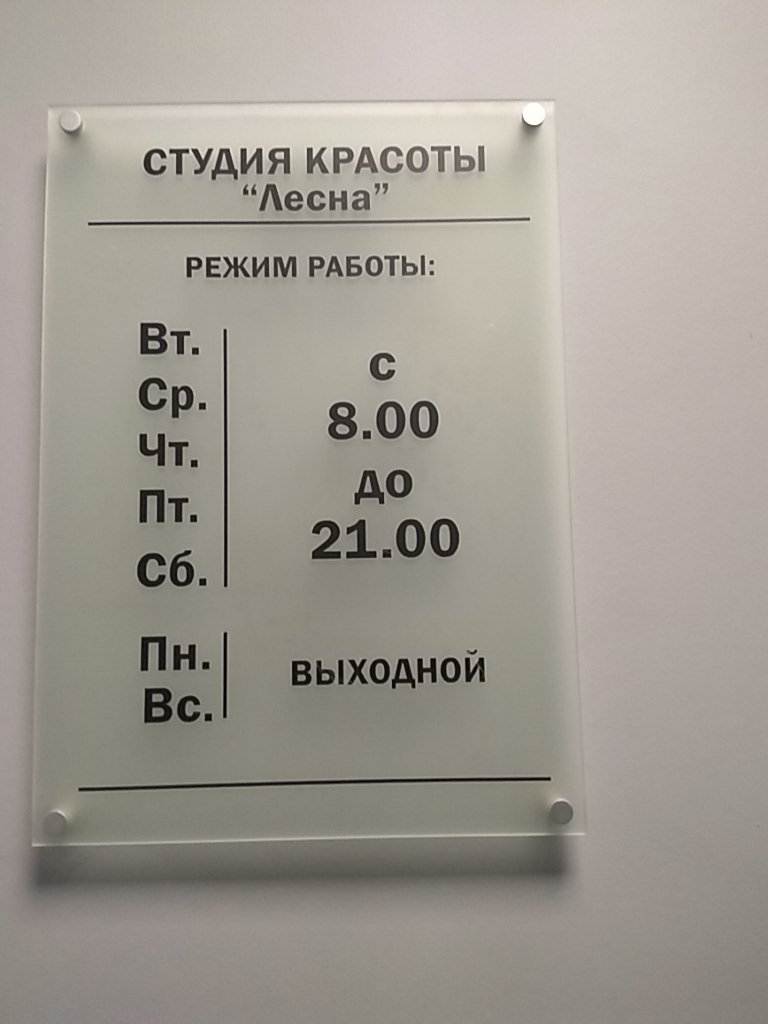 СТУДИЯ КРАСОТЫ
“Лесна”
РЕЖИМ РАБОТЫ:
Вт.
Ср.
Чт.
Пт.
Сб.
с
8.00
до
21.00
Пн.
Вс.
ВЫХОДНОЙ